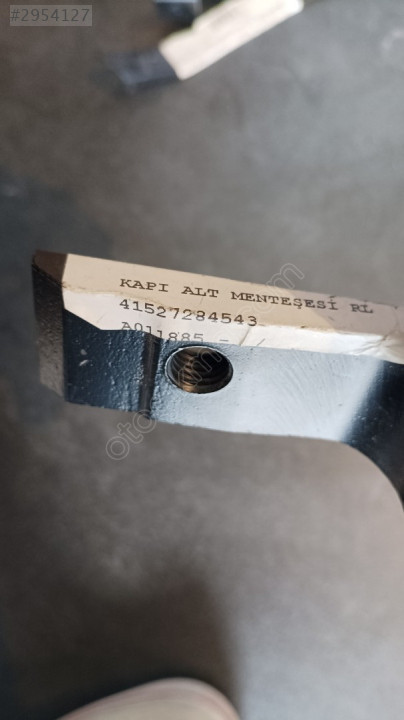 #2954127
KAPI ALT MENTEŞESİ RL
41527284543
A011885 -